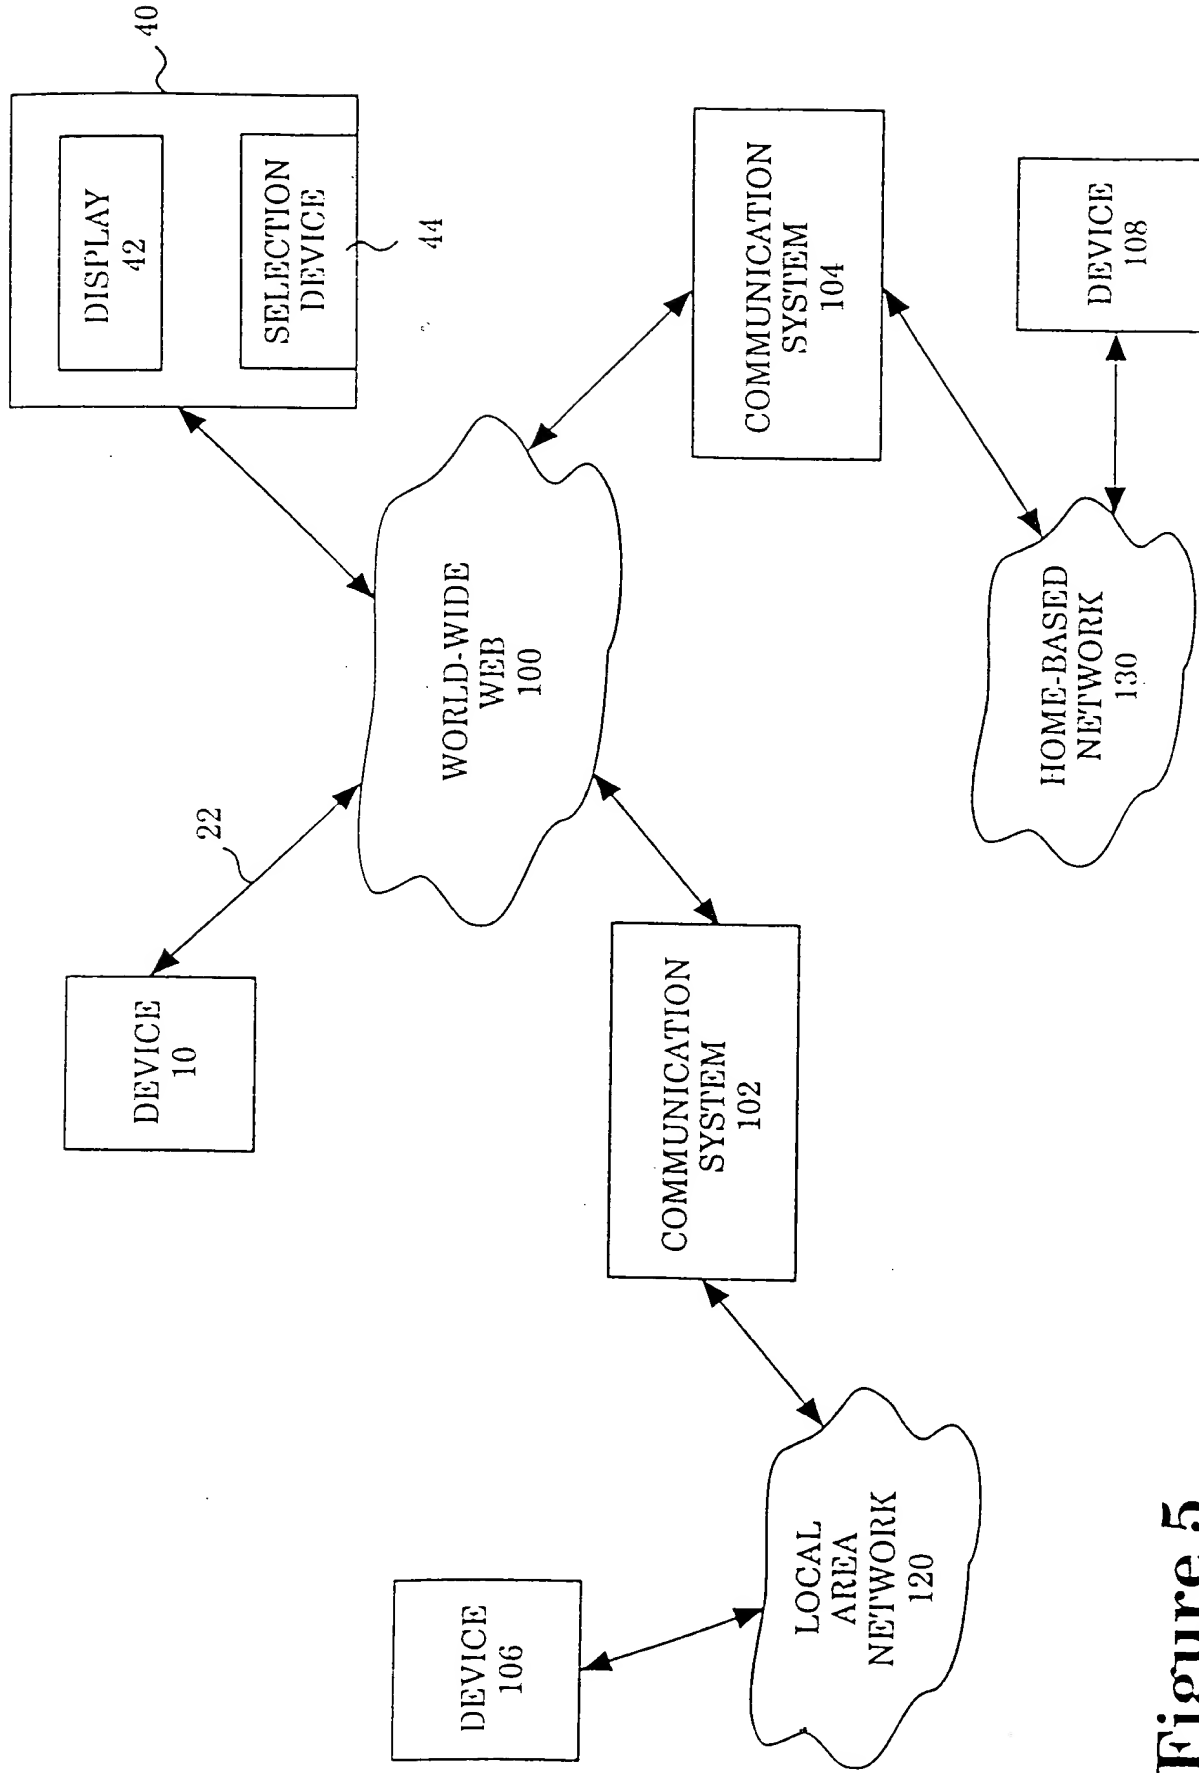 40
DISPLAY
42
SELECTION
DEVICE
44
DEVICE
10
22
WORLD-WIDE
WEB
100
COMMUNICATION
SYSTEM
104
COMMUNICATION
SYSTEM
102
DEVICE
108
DEVICE
106
HOME-BASED
NETWORK
130
LOCAL
AREA
NETWORK
120
Figure 5